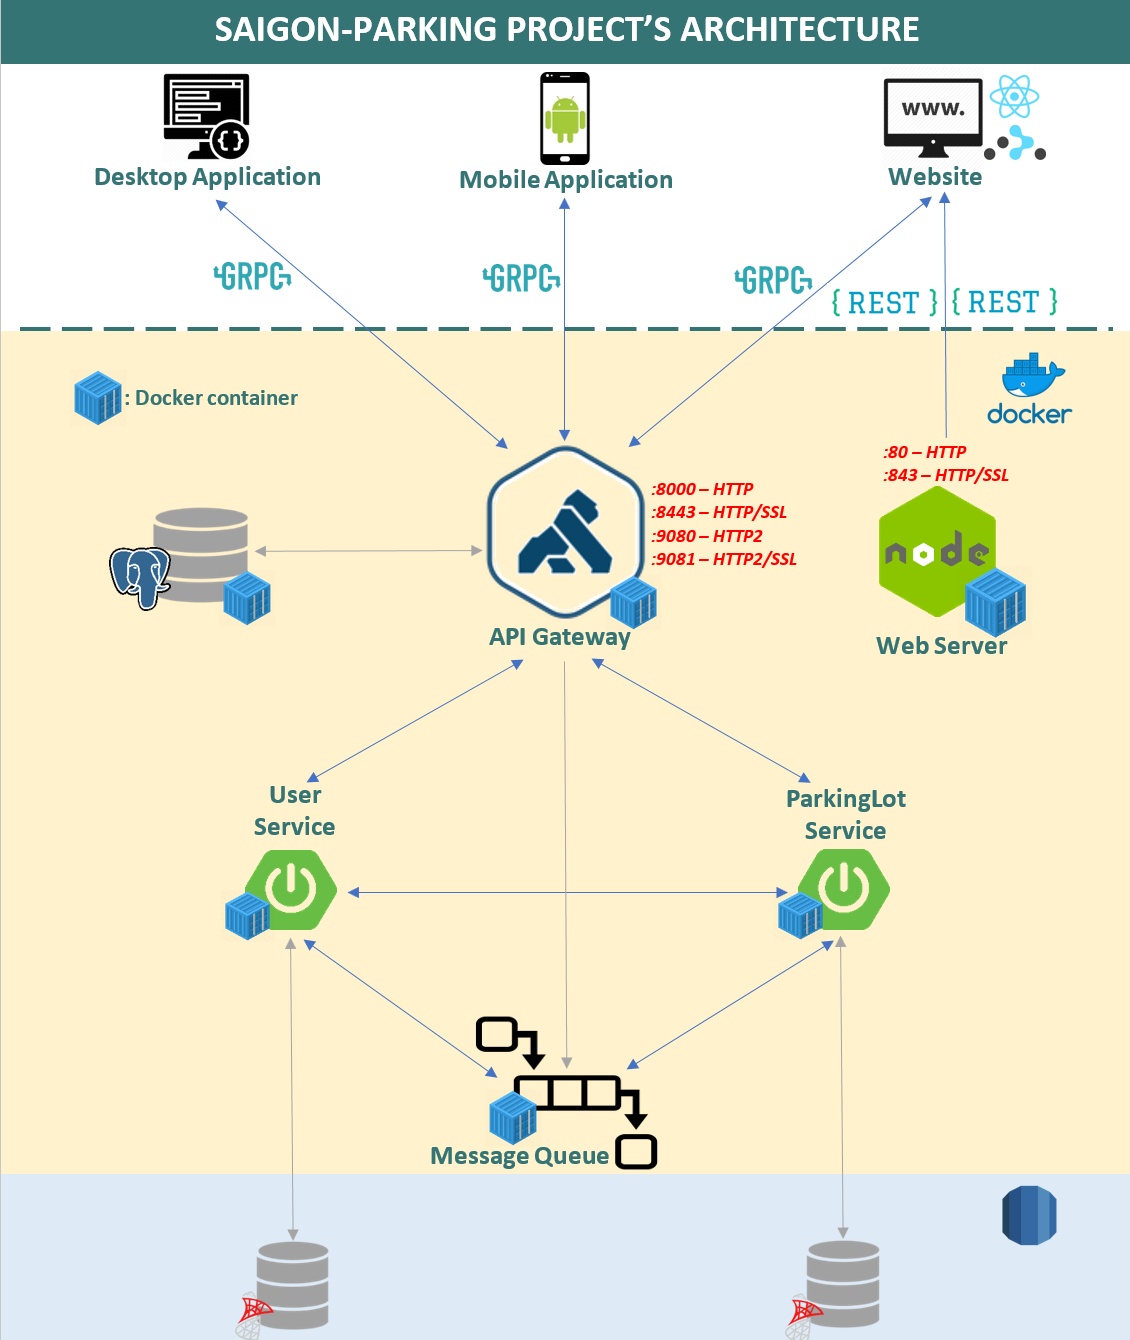 SAIGON-PARKING PROJECT'S ARCHITECTURE
www.
Desktop Application
Mobile Application
Website
GRPC
GRPC
GRPC
{ REST }
{ REST }
: Docker container
docker
:80 – HTTP
:843 – HTTP/SSL
:8000 – HTTP
:8443 – HTTP/SSL
:9080 – HTTP2
:9081 – HTTP2/SSL
node
API Gateway
Web Server
User
Service
ParkingLot
Service
Message Queue